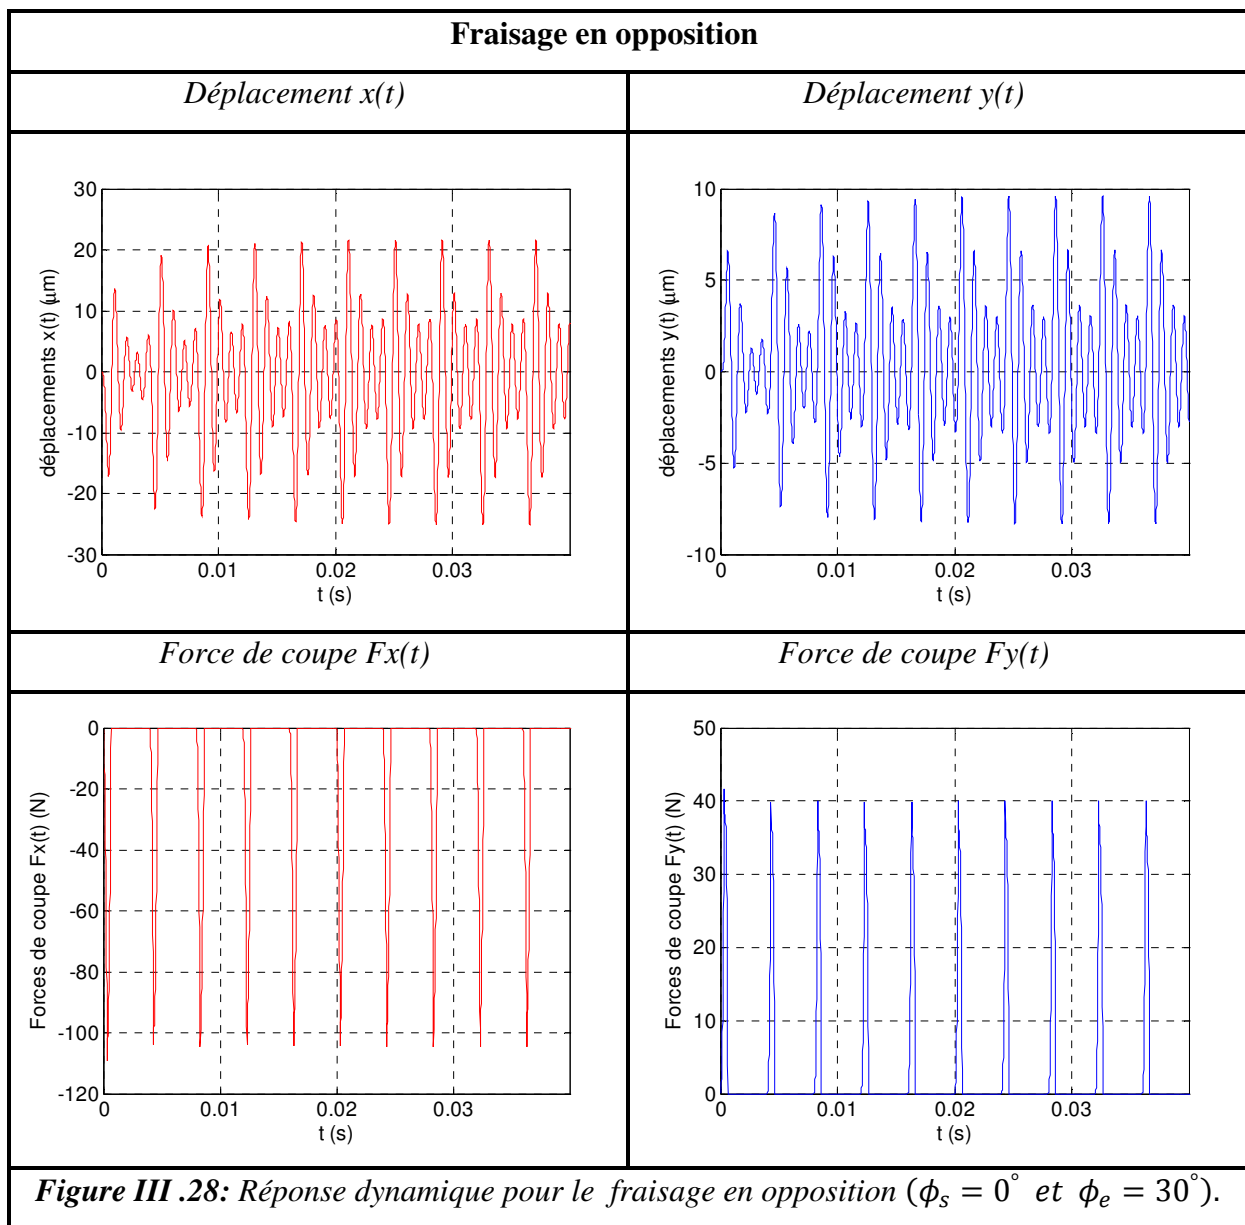 Fraisage en opposition
Déplacement x(t)
Déplacement y(t)
30
20
10
0
-10
-20
-30
déplacements x(t) (μm)
0 0.01 0.02 0.03
t (s)
10
5
0
-5
-10
déplacements y(t) (μm)
0 0.01 0.02 0.03
t (s)
Force de coupe Fx(t)
Force de coupe Fy(t)
0
-20
-40
-60
-80
-100
-120
Forces de coupe Fx(t) (N)
0 0.01 0.02 0.03
t (s)
50
40
30
20
10
0
Forces de coupe Fy(t) (N)
0 0.01 0.02 0.03
t (s)
Figure III .28: Réponse dynamique pour le fraisage en opposition (ϕs = 0° et ϕe = 30°).